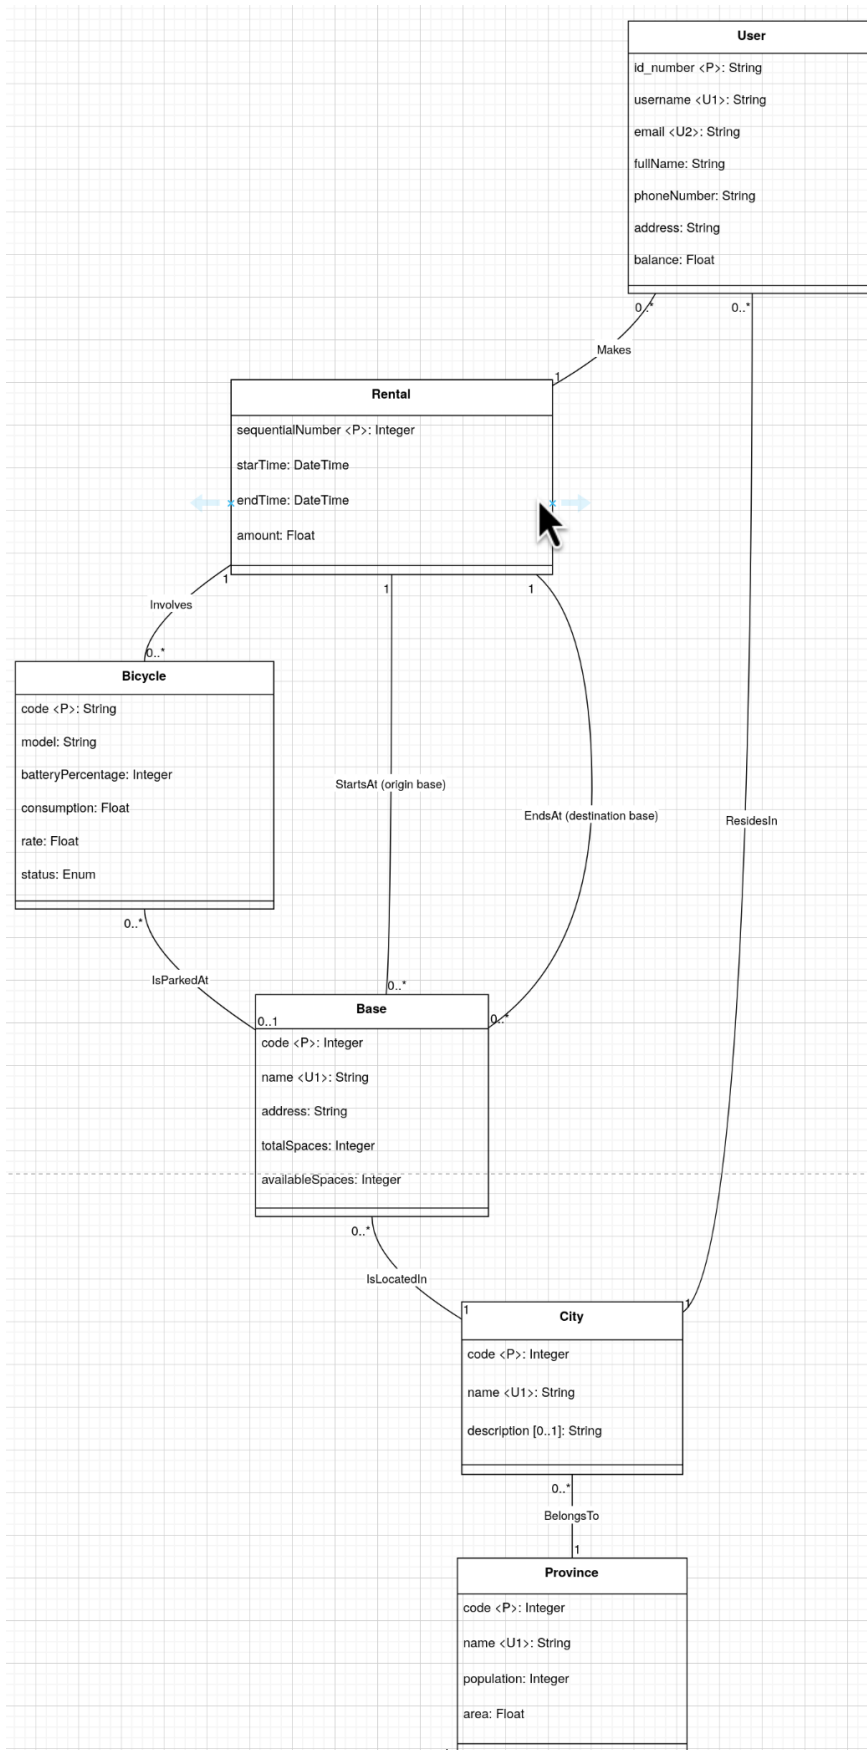 User
id_number <P>: String
username <U1>: String
email <U2>: String
fullName: String
phoneNumber: String
address: String
balance: Float
0..*
0..*
Makes
1
Rental
sequentialNumber <P>: Integer
starTime: DateTime
endTime: DateTime
amount: Float
1
1
1
Involves
0..*
Bicycle
code <P>: String
model: String
batteryPercentage: Integer
consumption: Float
rate: Float
status: Enum
StartsAt (origin base)
EndsAt (destination base)
ResidesIn
0..*
IsParkedAt
0..*
0..1
0..*
Base
code <P>: Integer
name <U1>: String
address: String
totalSpaces: Integer
availableSpaces: Integer
0..*
IsLocatedIn
1
1
City
code <P>: Integer
name <U1>: String
description [0..1]: String
0..*
BelongsTo
1
Province
code <P>: Integer
name <U1>: String
population: Integer
area: Float